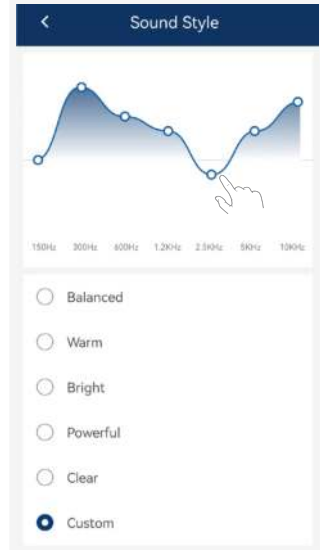 Sound Style
150Hz 300Hz 600Hz 1.2KHz 2.5KHz 5KHz 10KHz
Balanced
Warm
Bright
Powerful
Clear
Custom